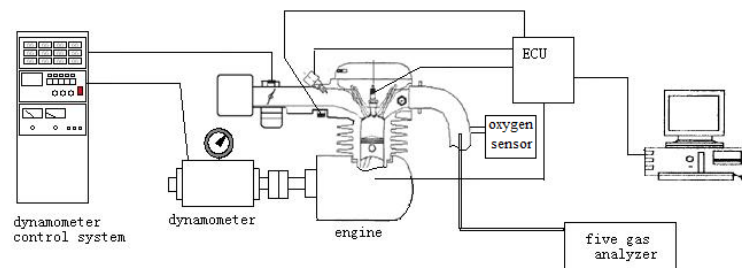 ECU
oxygen
sensor
dynamometer
control system
dynamometer
engine
five gas
analyzer